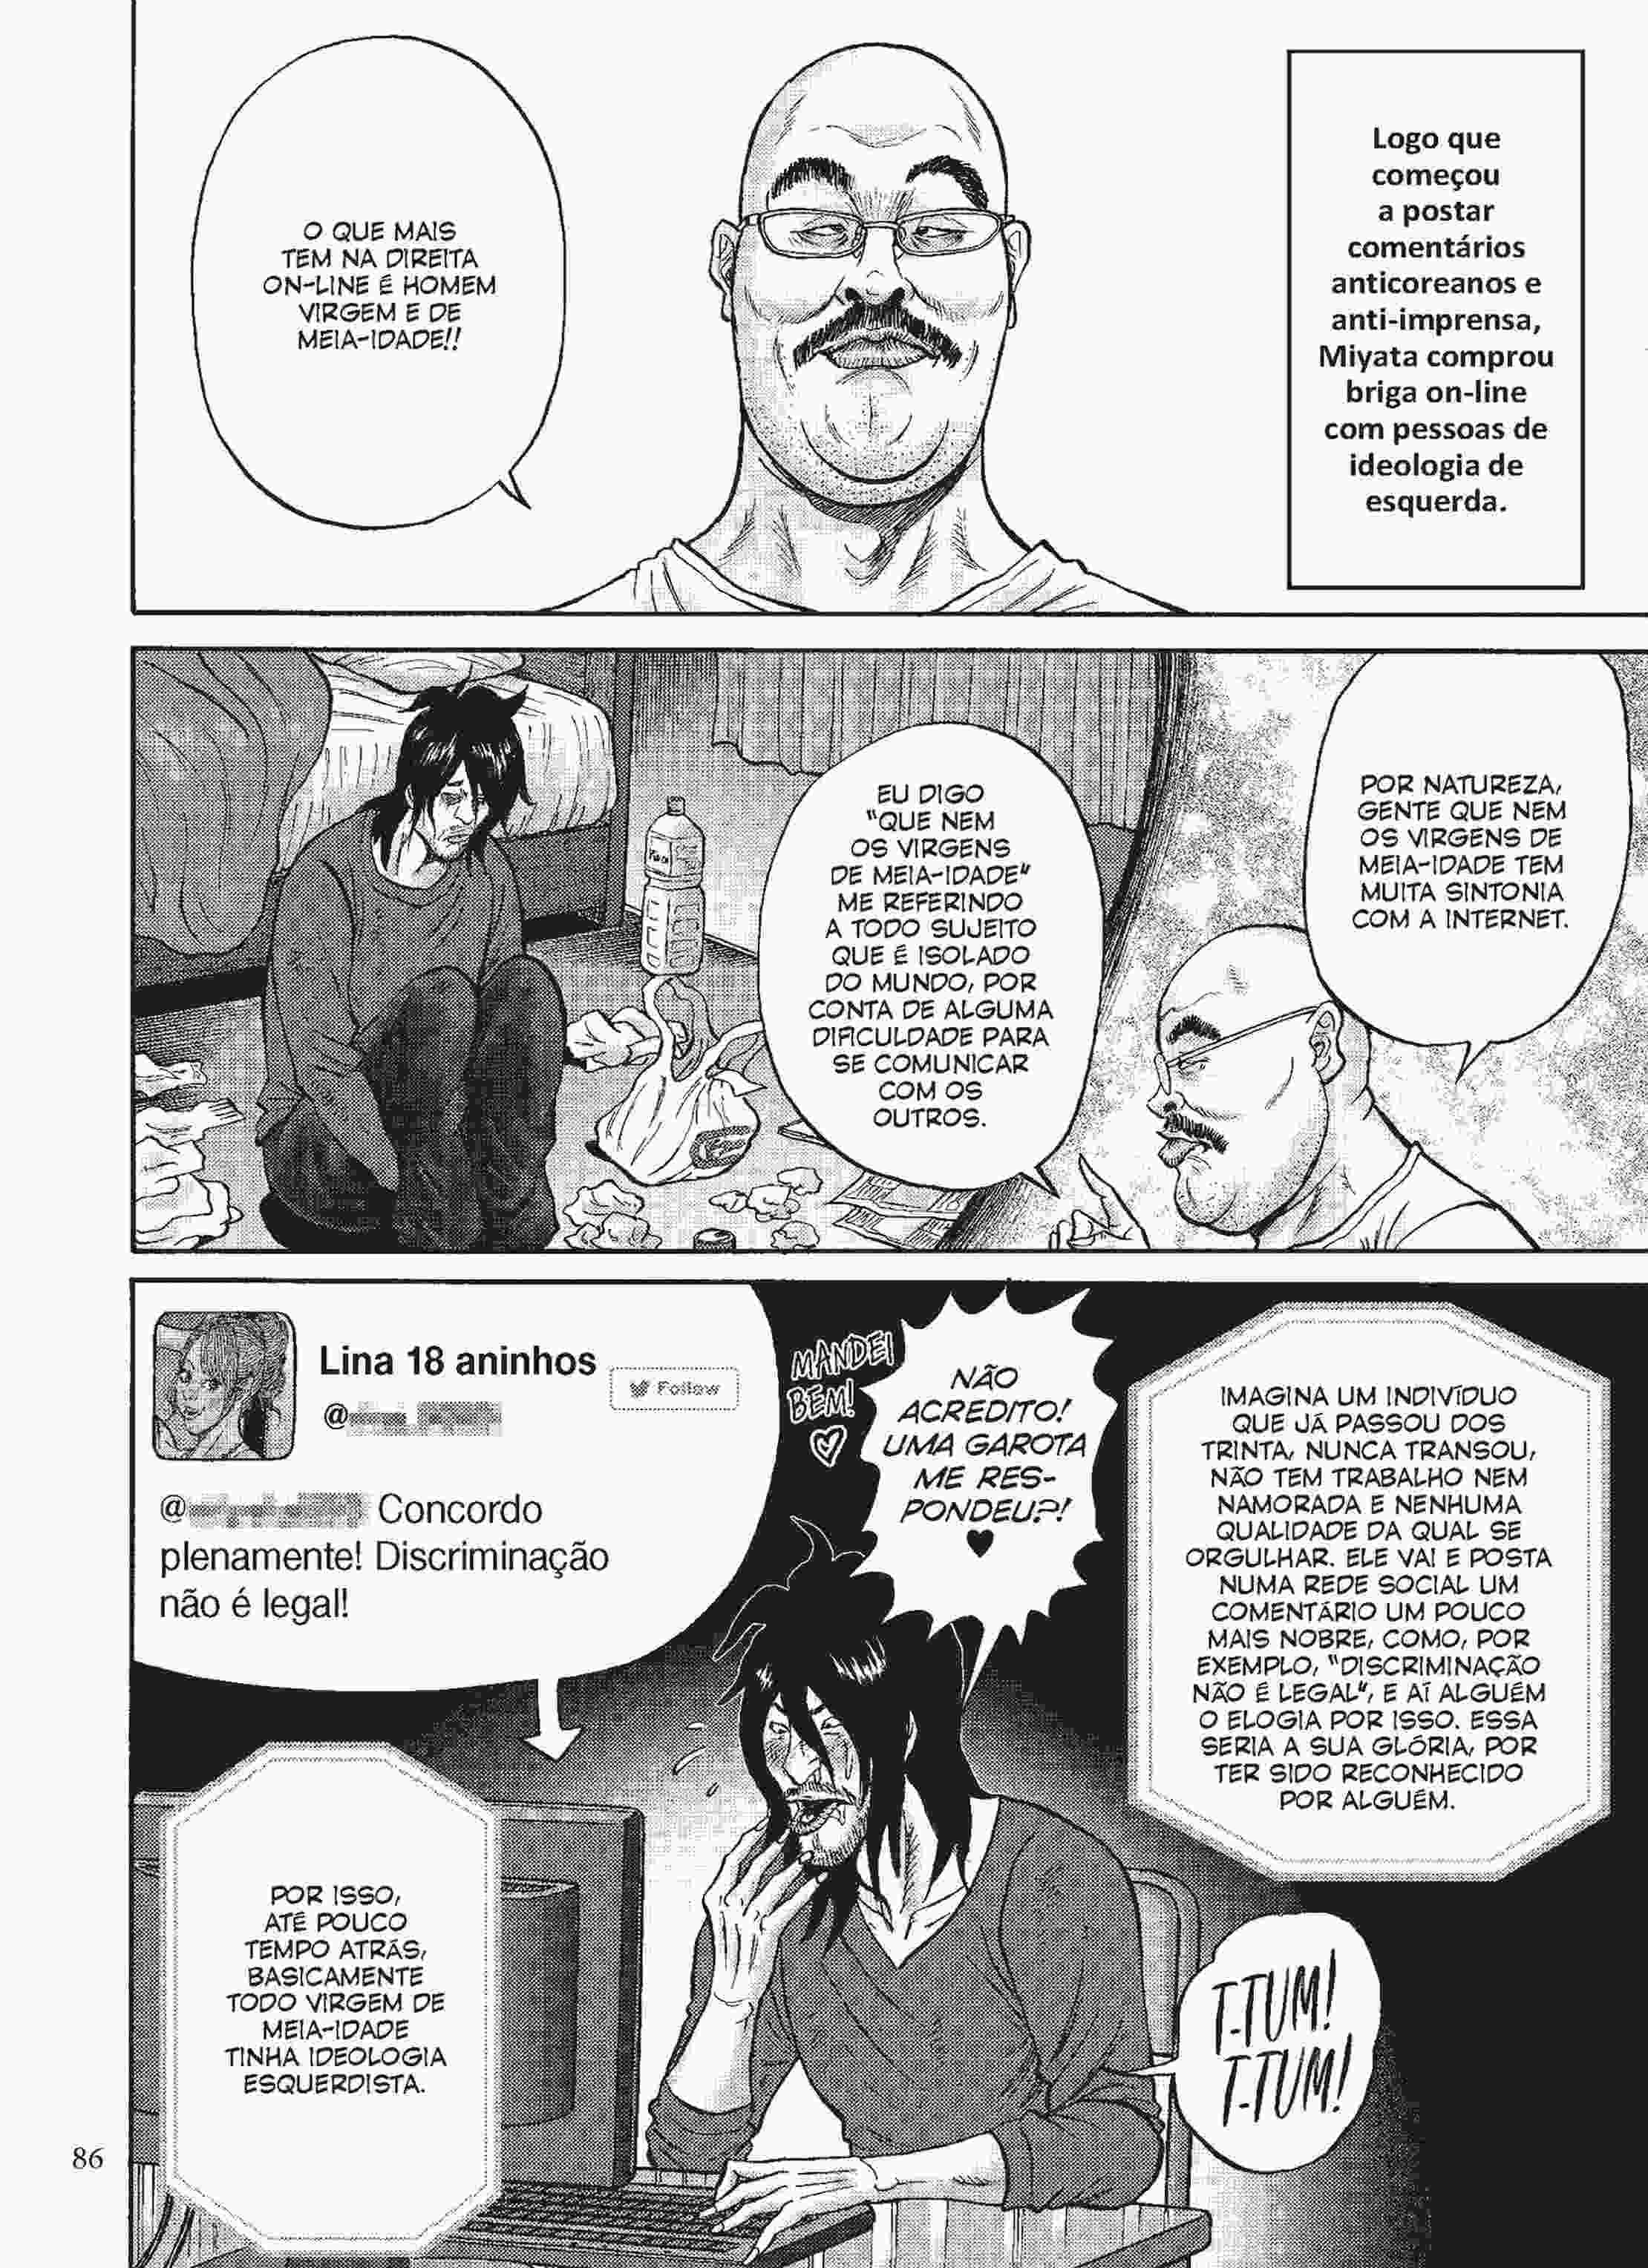 Logo que
começou
a postar
comentários
anticoreanos e
anti-imprensa,
Miyata comprou
briga on-line
com pessoas de
ideologia de
esquerda.
O QUE MAIS
TEM NA DIREITA
ON-LINE É HOMEM
VIRGEM E DE
MEIA-IDADE!!
POR NATUREZA,
GENTE QUE NEM
OS VIRGENS DE
MEIA-IDADE TEM
MUITA SINTONIA
COM A INTERNET.
EU DIGO
"QUE NEM
OS VIRGENS
DE MEIA-IDADE"
ME REFERINDO
A TODO SUJEITO
QUE É ISOLADO
DO MUNDO, POR
CONTA DE ALGUMA
DIFICULDADE PARA
SE COMUNICAR
COM OS
OUTROS.
IMAGINA UM INDIVÍDUO
QUE JÁ PASSOU DOS
TRINTA, NUNCA TRANSOU,
NÃO TEM TRABALHO NEM
NAMORADA E NENHUMA
QUALIDADE DA QUAL SE
ORGULHAR. ELE VAI E POSTA
NUMA REDE SOCIAL UM
COMENTÁRIO UM POUCO
MAIS NOBRE, COMO, POR
EXEMPLO, "DISCRIMINAÇÃO
NÃO É LEGAL", E AÍ ALGUÉM
O ELOGIA POR ISSO. ESSA
SERIA A SUA GLÓRIA, POR
TER SIDO RECONHECIDO
POR ALGUÉM.
NÃO
ACREDITO!
UMA GAROTA
ME RES-
PONDEU?!
♥
MANDEI
BEM!
♡
Lina 18 aninhos
Follow
@
@ Concordo
plenamente! Discriminação
não é legal!
T-TUM!
T-TUM!
POR ISSO,
ATÉ POUCO
TEMPO ATRÁS,
BASICAMENTE
TODO VIRGEM DE
MEIA-IDADE
TINHA IDEOLOGIA
ESQUERDISTA.
86